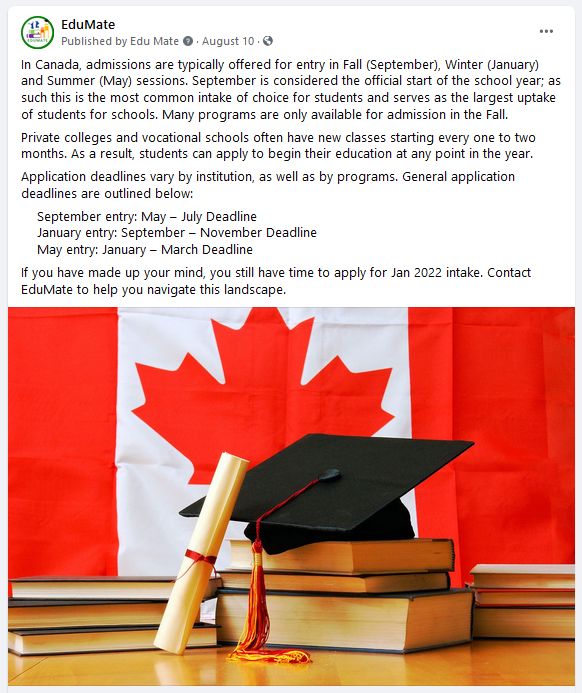 EduMate
Published by Edu Mate · August 10 ·
In Canada, admissions are typically offered for entry in Fall (September), Winter (January)
and Summer (May) sessions. September is considered the official start of the school year; as
such this is the most common intake of choice for students and serves as the largest uptake
of students for schools. Many programs are only available for admission in the Fall.
Private colleges and vocational schools often have new classes starting every one to two
months. As a result, students can apply to begin their education at any point in the year.
Application deadlines vary by institution, as well as by programs. General application
deadlines are outlined below:
September entry: May – July Deadline
January entry: September – November Deadline
May entry: January – March Deadline
If you have made up your mind, you still have time to apply for Jan 2022 intake. Contact
EduMate to help you navigate this landscape.